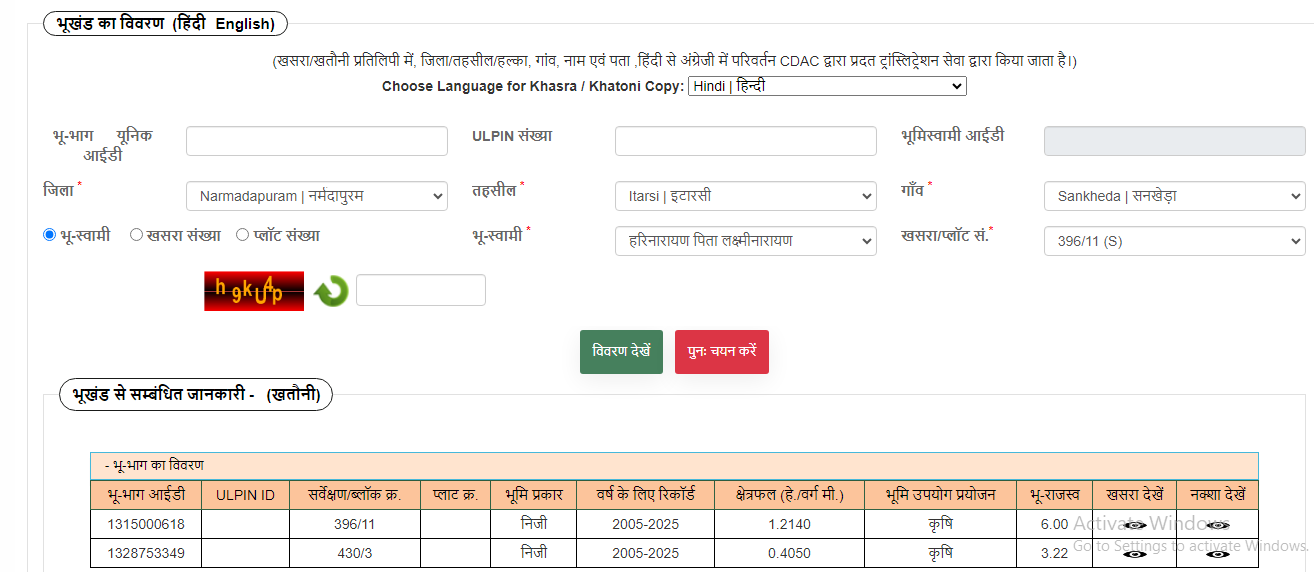 भूखंड का विवरण (हिंदी English)
(खसरा/खतौनी प्रतिलिपी में, जिला/तहसील/हल्का, गांव, नाम एवं पता ,हिंदी से अंग्रेजी में परिवर्तन CDAC द्वारा प्रदत ट्रांस्लिट्रेशन सेवा द्वारा किया जाता है।)
Choose Language for Khasra / Khatoni Copy: Hindi | हिन्दी
भू-भाग यूनिक आईडी
ULPIN संख्या
भूमिस्वामी आईडी
जिला * Narmadapuram | नर्मदापुरम तहसील * Itarsi | इटारसी गाँव * Sankheda | सनखेड़ा
भू-स्वामी खसरा संख्या प्लॉट संख्या भू-स्वामी * हरिनारायण पिता लक्ष्मीनारायण खसरा/प्लॉट सं.* 396/11 (S)
h9kU4p
विवरण देखें पुनः चयन करें
भूखंड से सम्बंधित जानकारी - (खतौनी)
- भू-भाग का विवरण
भू-भाग आईडी ULPIN ID सर्वेक्षण/ब्लॉक क्र. प्लाट क्र. भूमि प्रकार वर्ष के लिए रिकॉर्ड क्षेत्रफल (हे./वर्ग मी.) भूमि उपयोग प्रयोजन भू-राजस्व खसरा देखें नक्शा देखें
1315000618 396/11 निजी 2005-2025 1.2140 कृषि 6.00
1328753349 430/3 निजी 2005-2025 0.4050 कृषि 3.22
Activate Windows
Go to Settings to activate Windows.